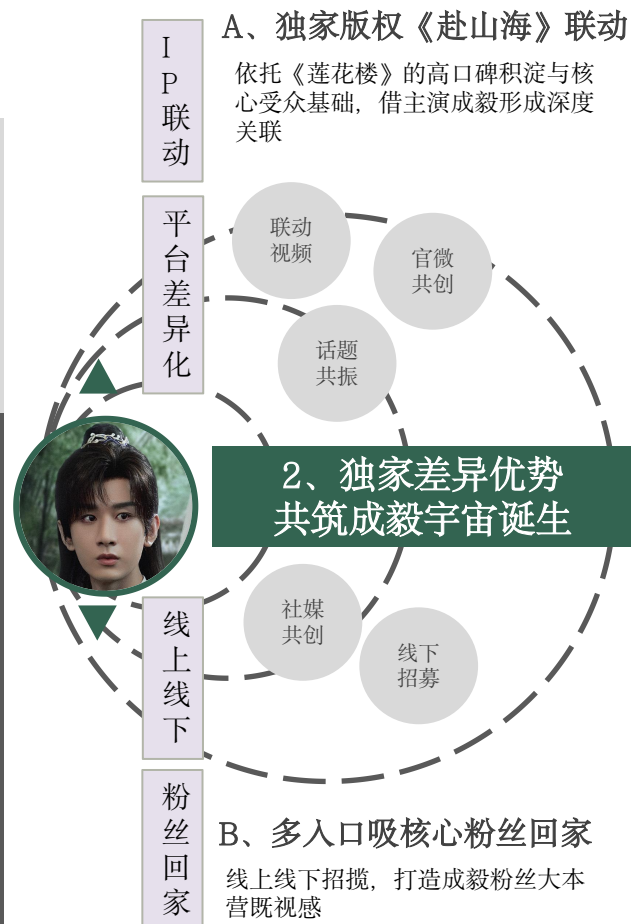 IP联动
A、独家版权《赴山海》联动
依托《莲花楼》的高口碑积淀与核
心受众基础，借主演成毅形成深度
关联
平台差异化
联动
视频
官微
共创
话题
共振
2、独家差异优势
共筑成毅宇宙诞生
社媒
共创
线下
招募
线上线下
粉丝回家
B、多入口吸核心粉丝回家
线上线下招揽，打造成毅粉丝大本
营既视感